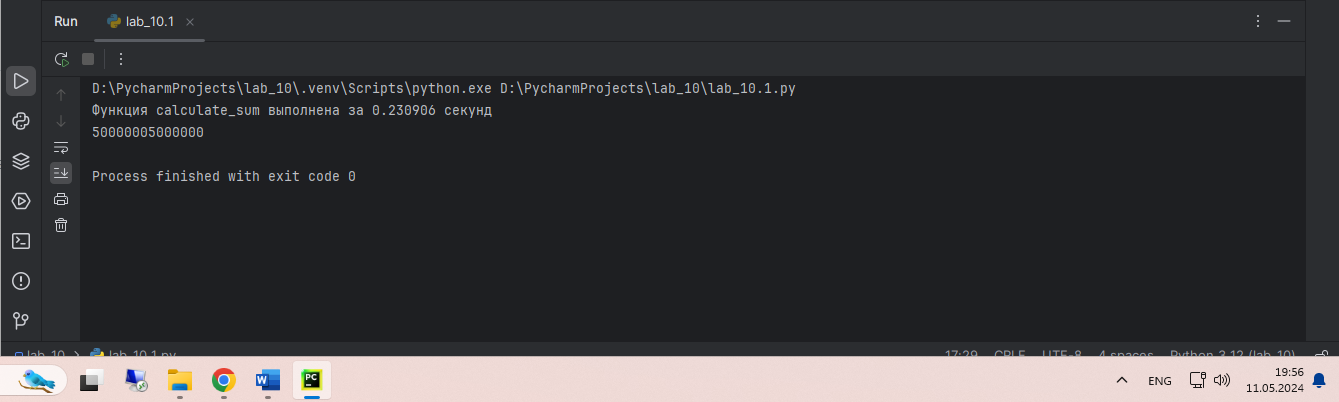 Run lab_10.1
D:\PycharmProjects\lab_10\.venv\Scripts\python.exe D:\PycharmProjects\lab_10\lab_10.1.py
Функция calculate_sum выполнена за 0.230906 секунд
50000005000000
Process finished with exit code 0
lab_10 lab_10.1.py 17:29 CRLF UTF-8 4 spaces Python 3.12 (lab_10)
W PC ENG 19:56
11.05.2024